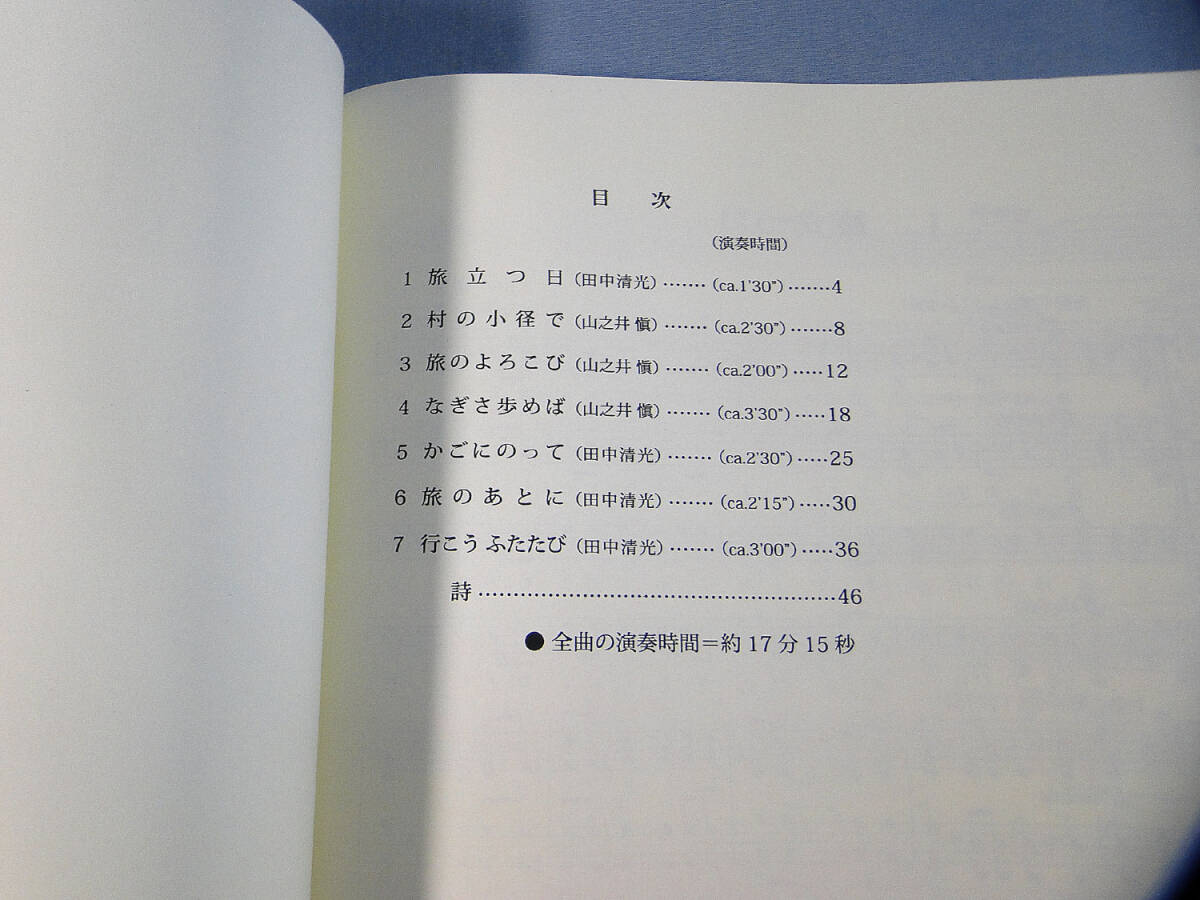 目 次
（演奏時間）
1 旅立つ日（田中清光）……（ca.1'30”）……4
2 村の小径で（山之井 愼）……（ca.2'30”）……8
3 旅のよろこび（山之井 愼）……（ca.2'00”）……12
4 なぎさ歩めば（山之井 愼）……（ca.3'30”）……18
5 かごにのって（田中清光）……（ca.2'30”）……25
6 旅のあとに（田中清光）……（ca.2'15”）……30
7 行こう ふたたび（田中清光）……（ca.3'00”）……36
詩……………………………………46
● 全曲の演奏時間＝約 17 分 15 秒